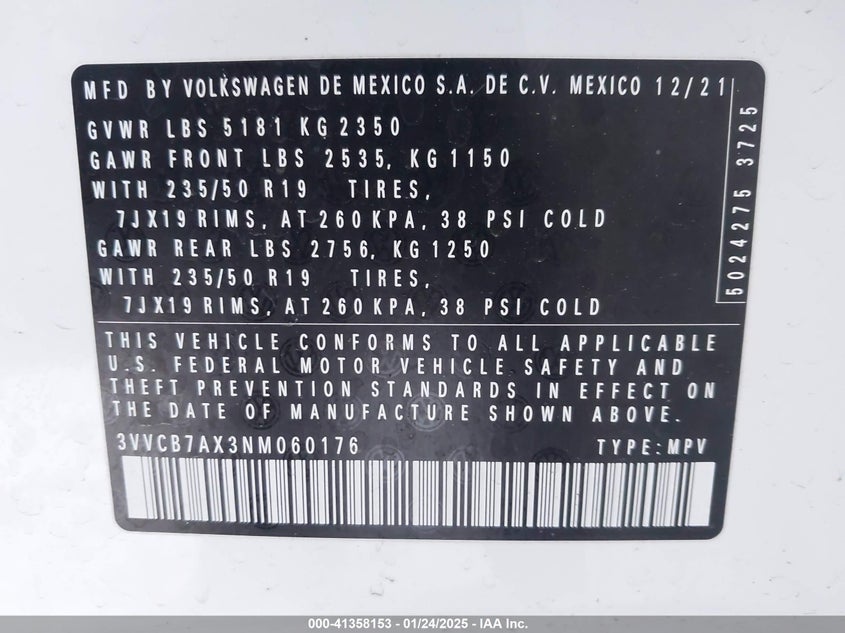 MFD BY VOLKSWAGEN DE MEXICO S.A. DE C.V. MEXICO 12/21
GVWR LBS 5181 KG 2350
GAWR FRONT LBS 2535, KG 1150
WITH 235/50 R19 TIRES,
7JX19 RIMS, AT 260 KPA, 38 PSI COLD
GAWR REAR LBS 2756, KG 1250
WITH 235/50 R19 TIRES,
7JX19 RIMS, AT 260 KPA, 38 PSI COLD
5024275 3725
THIS VEHICLE CONFORMS TO ALL APPLICABLE
U.S. FEDERAL MOTOR VEHICLE SAFETY AND
THEFT PREVENTION STANDARDS IN EFFECT ON
THE DATE OF MANUFACTURE SHOWN ABOVE.
3VVCB7AX3NM060176 TYPE: MPV
000-41358153 - 01/24/2025 - IAA Inc.